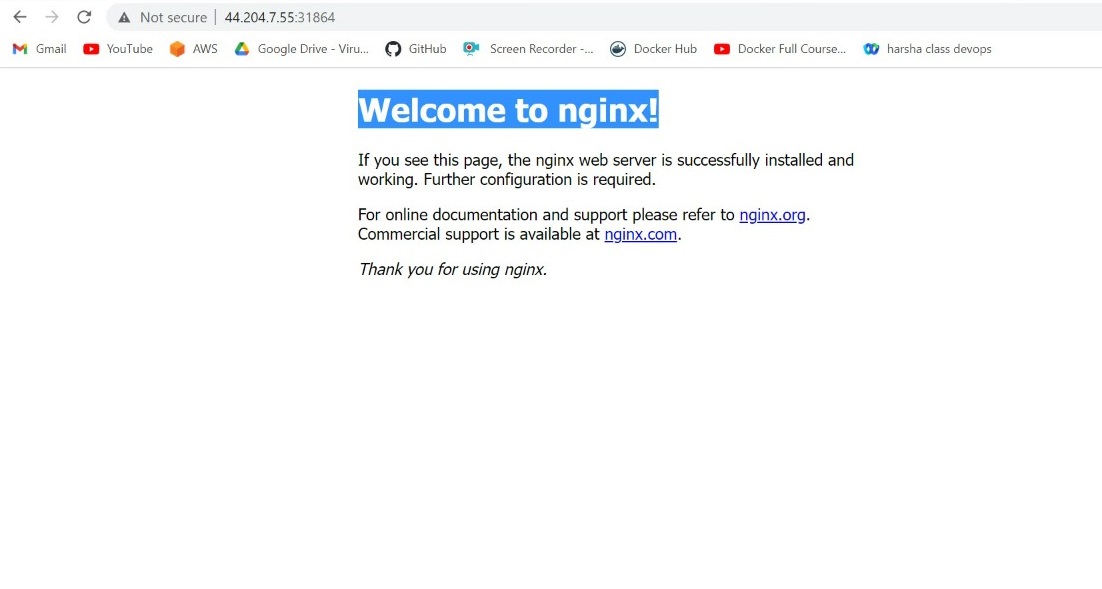 Not secure | 44.204.7.55:31864
Gmail YouTube AWS Google Drive - Viru... GitHub Screen Recorder -... Docker Hub Docker Full Course... harsha class devops
Welcome to nginx!
If you see this page, the nginx web server is successfully installed and
working. Further configuration is required.
For online documentation and support please refer to nginx.org.
Commercial support is available at nginx.com.
Thank you for using nginx.